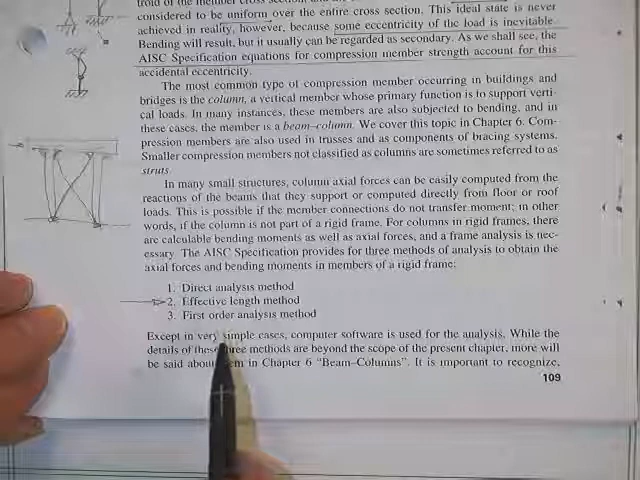 troid of the member cross section and the
considered to be uniform over the entire cross section. This ideal state is never
achieved in reality, however, because some eccentricity of the load is inevitable.
Bending will result, but it usually can be regarded as secondary. As we shall see, the
AISC Specification equations for compression member strength account for this
accidental eccentricity.
The most common type of compression member occurring in buildings and
bridges is the column, a vertical member whose primary function is to support verti-
cal loads. In many instances, these members are also subjected to bending, and in
these cases, the member is a beam–column. We cover this topic in Chapter 6. Com-
pression members are also used in trusses and as components of bracing systems.
Smaller compression members not classified as columns are sometimes referred to as
struts.
In many small structures, column axial forces can be easily computed from the
reactions of the beams that they support or computed directly from floor or roof
loads. This is possible if the member connections do not transfer moment; in other
words, if the column is not part of a rigid frame. For columns in rigid frames, there
are calculable bending moments as well as axial forces, and a frame analysis is nec-
essary. The AISC Specification provides for three methods of analysis to obtain the
axial forces and bending moments in members of a rigid frame:
1. Direct analysis method
2. Effective length method
3. First order analysis method
Except in very simple cases, computer software is used for the analysis. While the
details of these three methods are beyond the scope of the present chapter, more will
be said about them in Chapter 6 “Beam–Columns”. It is important to recognize,
109